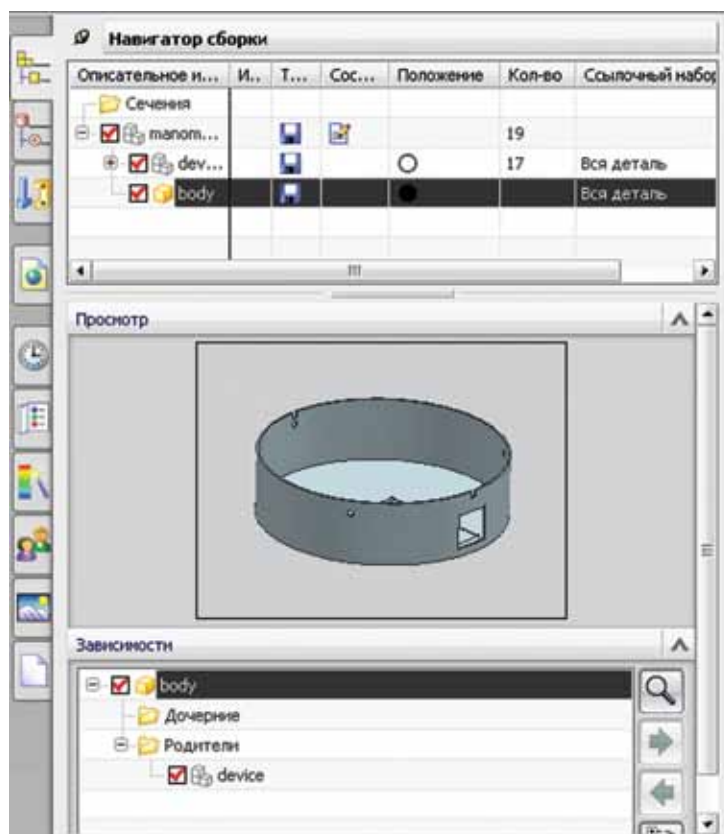 Навигатор сборки
Описательное и... И.. Т... Сос... Положение Кол-во Ссылочный набор
Сечения
manom... 19
dev... 17 Вся деталь
body Вся деталь
Просмотр
Зависимости
body
Дочерние
Родители
device